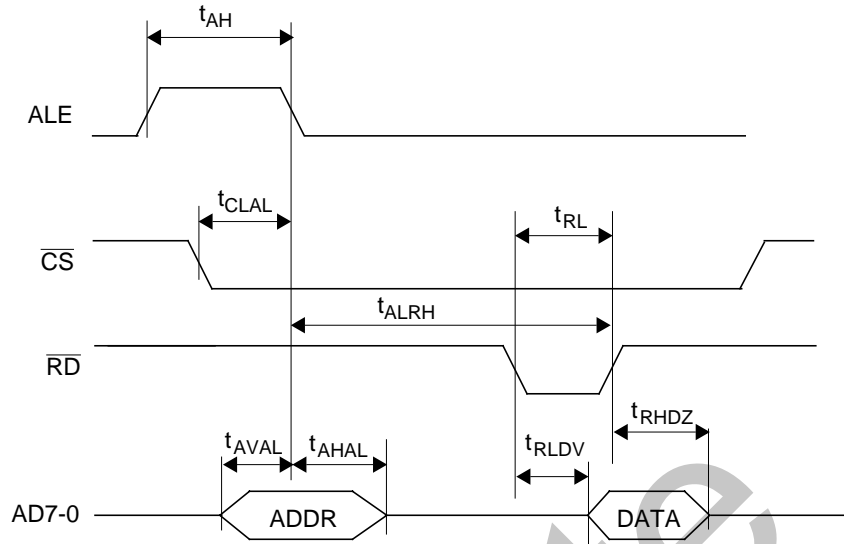 tAH
ALE
tCLAL
tRL
CS
tALRH
RD
tRHDZ
tAVAL
tAHAL
tRLDV
AD7-0
ADDR
DATA